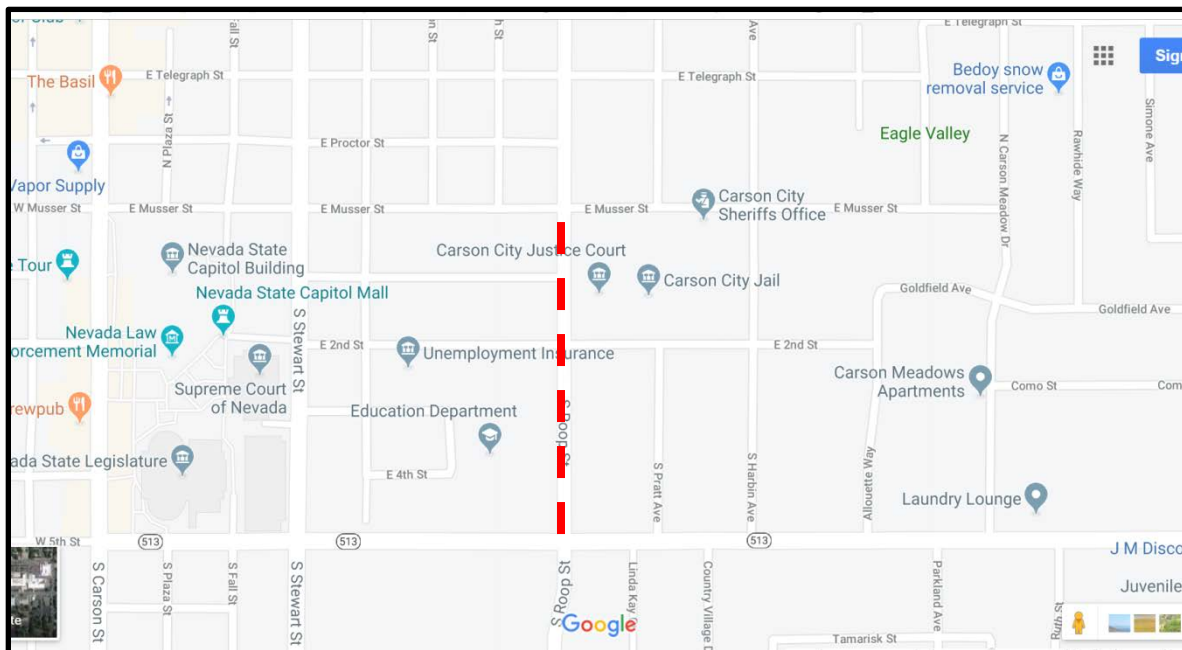 E Telegraph St
The Basil
E Telegraph St
E Telegraph St
Bedoy snow
removal service
Sign
N Plaza St
E Proctor St
Eagle Valley
N Carson Meadow Dr
Rawhide Way
Simone Ave
Vapor Supply
W Musser St
E Musser St
E Musser St
E Musser St
Carson City
Sheriffs Office
E Musser St
Nevada State
Capitol Building
Carson City Justice Court
Carson City Jail
Tour
Nevada State Capitol Mall
Goldfield Ave
Goldfield Ave
S Stewart St
Nevada Law
orcement Memorial
E 2nd St
Unemployment Insurance
E 2nd St
Supreme Court
of Nevada
Carson Meadows
Apartments
Como St
Com
rewpub
Education Department
S Roop St
ada State Legislature
E 4th St
S Pratt Ave
S Harbin Ave
Allouette Way
Laundry Lounge
W 5th St
513
513
513
J M Disco
S Carson St
S Plaza St
S Fall St
S Stewart St
S Roop St
Linda Kay
Country Village D
Parkland Ave
Juvenile
Ruth St
Google
Tamarisk St